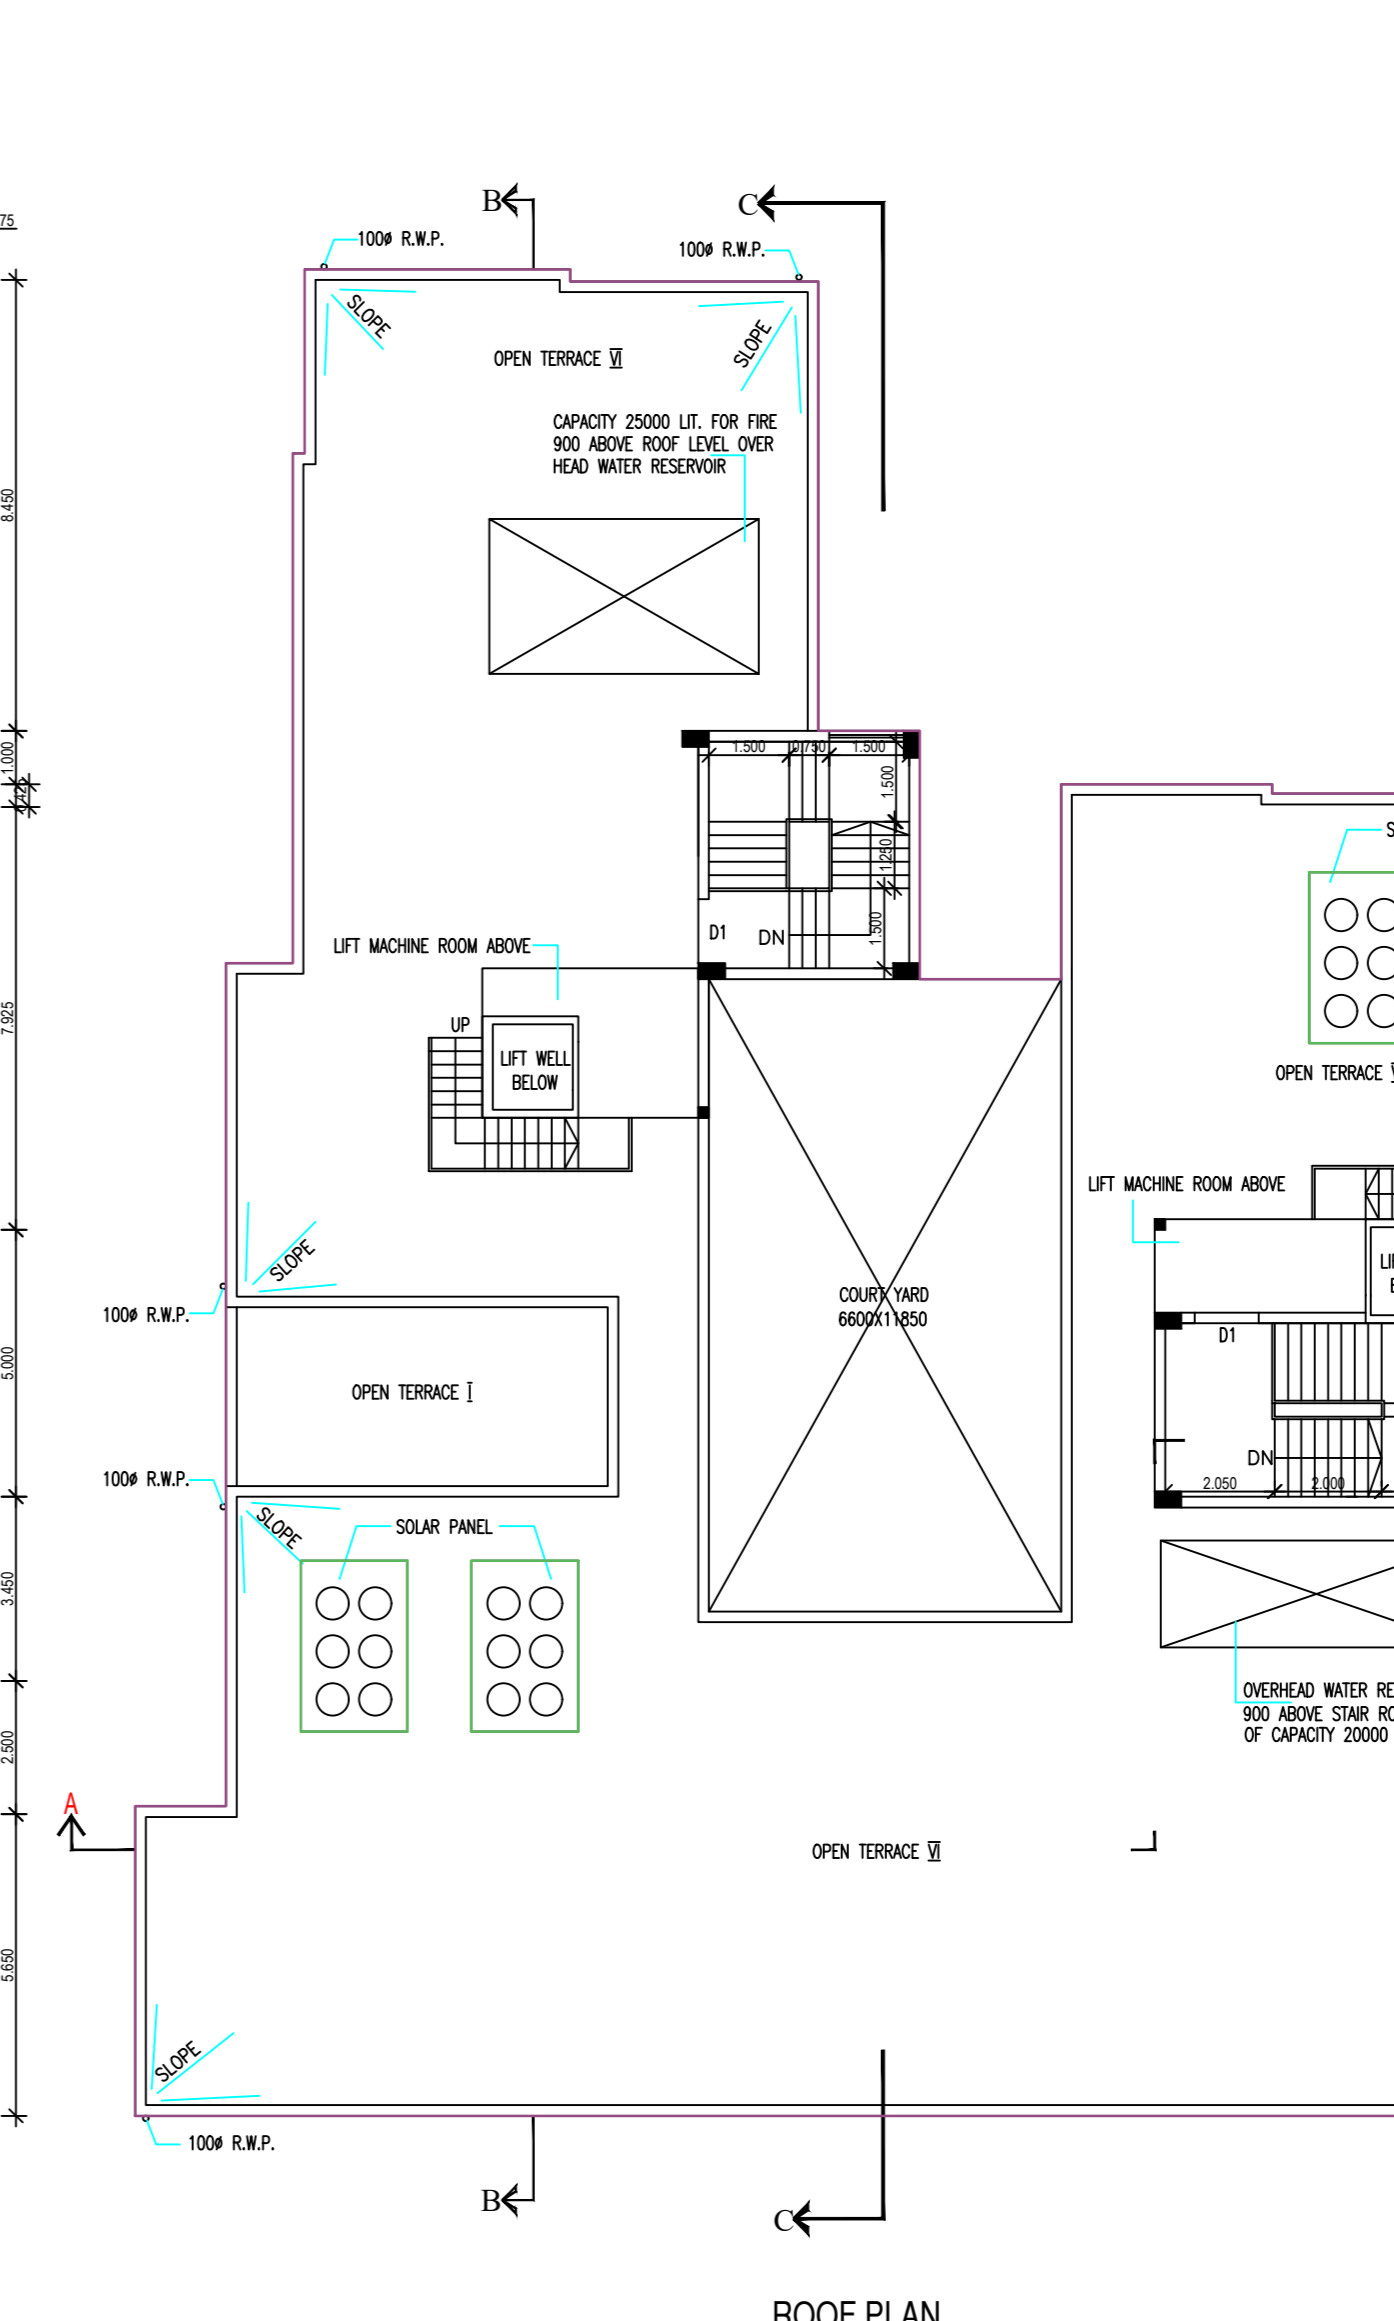 B
C
75
100ø R.W.P.
100ø R.W.P.
SLOPE
SLOPE
OPEN TERRACE VI
CAPACITY 25000 LIT. FOR FIRE
900 ABOVE ROOF LEVEL OVER
HEAD WATER RESERVOIR
8.450
1.000
1.500
0.750
1.500
1.500
1.250
1.500
D1
DN
LIFT MACHINE ROOM ABOVE
7.925
UP
LIFT WELL
BELOW
OPEN TERRACE
LIFT MACHINE ROOM ABOVE
SLOPE
100ø R.W.P.
COURT YARD
6600X11850
D1
5.000
OPEN TERRACE I
DN
100ø R.W.P.
2.050
2.000
SLOPE
SOLAR PANEL
3.450
OVERHEAD WATER RE
900 ABOVE STAIR RO
OF CAPACITY 20000
2.500
A
OPEN TERRACE VI
5.650
SLOPE
100ø R.W.P.
B
C
ROOF PLAN